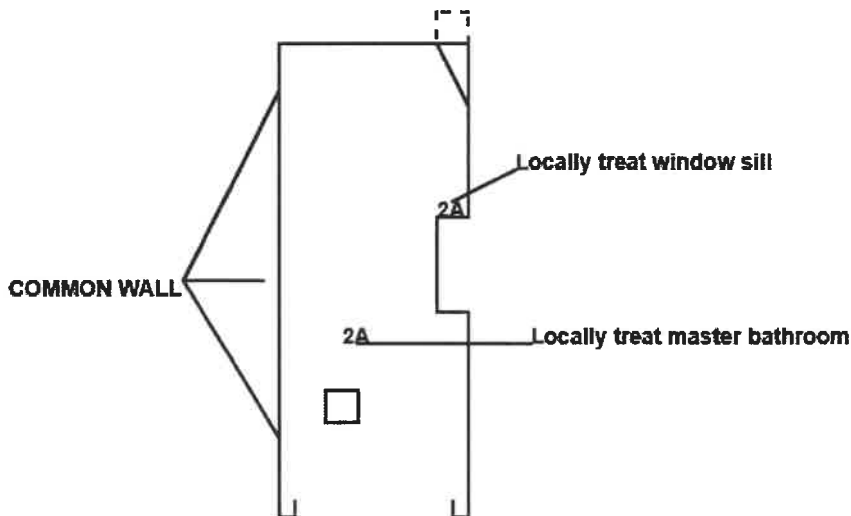 Locally treat window sill
2A
COMMON WALL
2A
Locally treat master bathroom